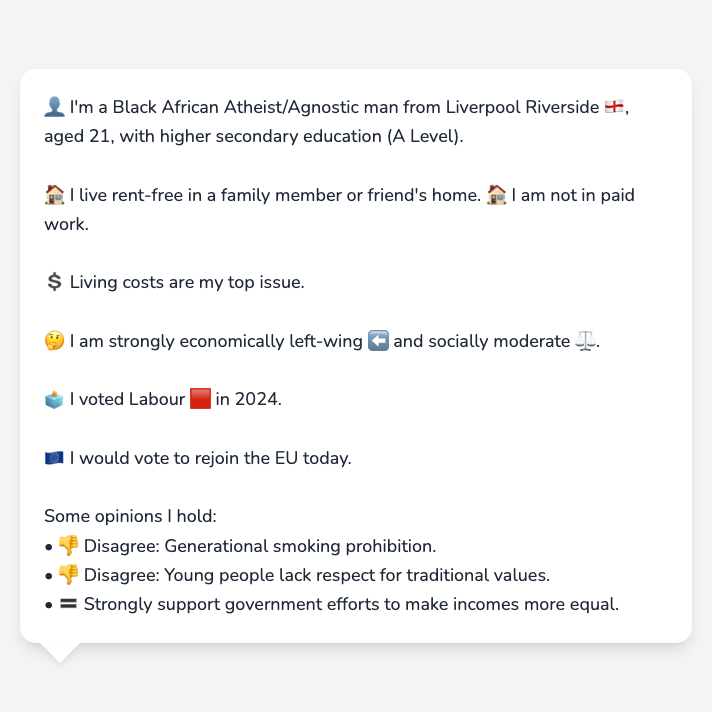 👤 I'm a Black African Atheist/Agnostic man from Liverpool Riverside 🏴󠁧󠁢󠁥󠁮󠁧󠁿,
aged 21, with higher secondary education (A Level).
🏠 I live rent-free in a family member or friend's home. 🏠 I am not in paid
work.
💲 Living costs are my top issue.
🤔 I am strongly economically left-wing ⬅️ and socially moderate ⚖️.
🗳️ I voted Labour 🟥 in 2024.
🇪🇺 I would vote to rejoin the EU today.
Some opinions I hold:
• 👎 Disagree: Generational smoking prohibition.
• 👎 Disagree: Young people lack respect for traditional values.
• 🟰 Strongly support government efforts to make incomes more equal.